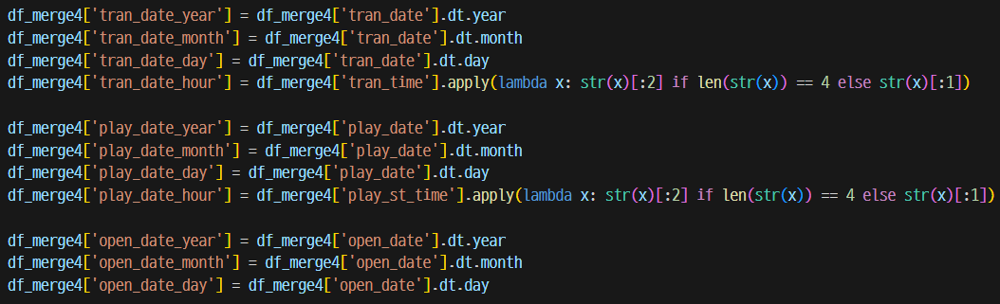 df_merge4['tran_date_year'] = df_merge4['tran_date'].dt.year
df_merge4['tran_date_month'] = df_merge4['tran_date'].dt.month
df_merge4['tran_date_day'] = df_merge4['tran_date'].dt.day
df_merge4['tran_date_hour'] = df_merge4['tran_time'].apply(lambda x: str(x)[:2] if len(str(x)) == 4 else str(x)[:1])
df_merge4['play_date_year'] = df_merge4['play_date'].dt.year
df_merge4['play_date_month'] = df_merge4['play_date'].dt.month
df_merge4['play_date_day'] = df_merge4['play_date'].dt.day
df_merge4['play_date_hour'] = df_merge4['play_st_time'].apply(lambda x: str(x)[:2] if len(str(x)) == 4 else str(x)[:1])
df_merge4['open_date_year'] = df_merge4['open_date'].dt.year
df_merge4['open_date_month'] = df_merge4['open_date'].dt.month
df_merge4['open_date_day'] = df_merge4['open_date'].dt.day